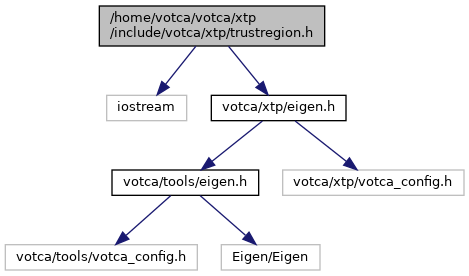 /home/votca/votca/xtp
/include/votca/xtp/trustregion.h
iostream
votca/xtp/eigen.h
votca/tools/eigen.h
votca/xtp/votca_config.h
votca/tools/votca_config.h
Eigen/Eigen